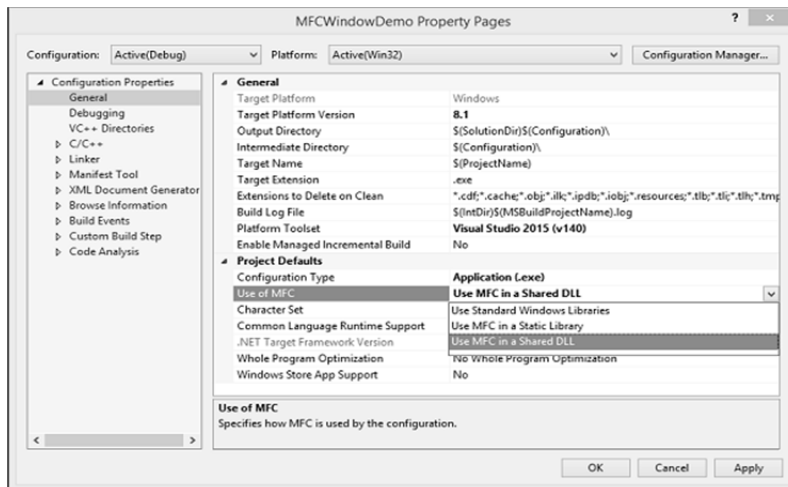 MFCWindowDemo Property Pages
?
Configuration: Active(Debug) Platform: Active(Win32) Configuration Manager...
Configuration Properties
General
Debugging
VC++ Directories
C/C++
Linker
Manifest Tool
XML Document Generator
Browse Information
Build Events
Custom Build Step
Code Analysis
General
Target Platform Windows
Target Platform Version 8.1
Output Directory $(SolutionDir)$(Configuration)\
Intermediate Directory $(Configuration)\
Target Name $(ProjectName)
Target Extension .exe
Extensions to Delete on Clean *.cdf;*.cache;*.obj;*.ilk;*.ipdb;*.iobj;*.resources;*.tlb;*.tli;*.tlh;*.tmp
Build Log File $(IntDir)$(MSBuildProjectName).log
Platform Toolset Visual Studio 2015 (v140)
Enable Managed Incremental Build No
Project Defaults
Configuration Type Application (.exe)
Use of MFC Use MFC in a Shared DLL
Character Set Use Standard Windows Libraries
Common Language Runtime Support Use MFC in a Static Library
.NET Target Framework Version Use MFC in a Shared DLL
Whole Program Optimization No Whole Program Optimization
Windows Store App Support No
Use of MFC
Specifies how MFC is used by the configuration.
OK Cancel Apply